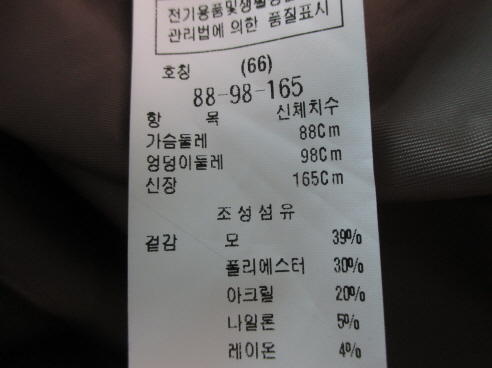 전기용품및생활
관리법에 의한 품질표시
호칭 (66)
88-98-165
항 목 신체치수
가슴둘레 88Cm
엉덩이둘레 98Cm
신장 165Cm
조성섬유
겉감 모 39%
폴리에스터 30%
아크릴 20%
나일론 5%
레이온 4%